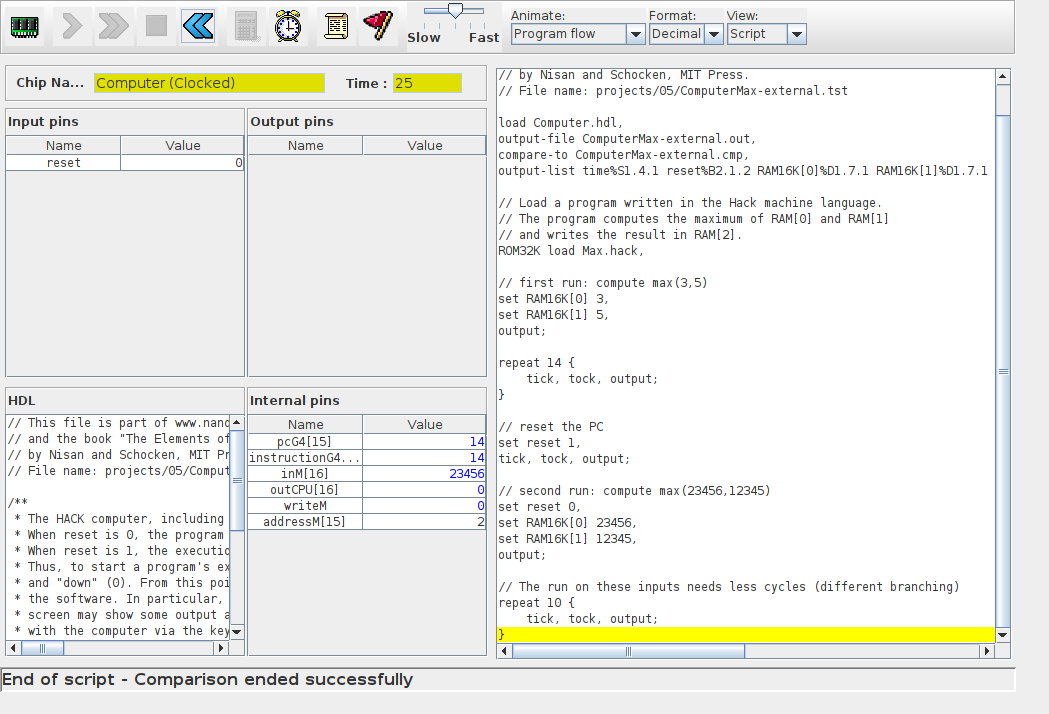 Slow Fast
Animate:
Program flow
Format:
Decimal
View:
Script
Chip Na... Computer (Clocked) Time : 25
Input pins
Name Value
reset 0
Output pins
Name Value
HDL
// This file is part of www.nand
// and the book "The Elements of
// by Nisan and Schocken, MIT Pr
// File name: projects/05/Comput
/**
* The HACK computer, including
* When reset is 0, the program
* When reset is 1, the executio
* Thus, to start a program's ex
* and "down" (0). From this poi
* the software. In particular,
* screen may show some output a
* with the computer via the key
Internal pins
Name Value
pcG4[15] 14
instructionG4... 14
inM[16] 23456
outCPU[16] 0
writeM 0
addressM[15] 2
// by Nisan and Schocken, MIT Press.
// File name: projects/05/ComputerMax-external.tst
load Computer.hdl,
output-file ComputerMax-external.out,
compare-to ComputerMax-external.cmp,
output-list time%S1.4.1 reset%B2.1.2 RAM16K[0]%D1.7.1 RAM16K[1]%D1.7.1
// Load a program written in the Hack machine language.
// The program computes the maximum of RAM[0] and RAM[1]
// and writes the result in RAM[2].
ROM32K load Max.hack,
// first run: compute max(3,5)
set RAM16K[0] 3,
set RAM16K[1] 5,
output;
repeat 14 {
tick, tock, output;
}
// reset the PC
set reset 1,
tick, tock, output;
// second run: compute max(23456,12345)
set reset 0,
set RAM16K[0] 23456,
set RAM16K[1] 12345,
output;
// The run on these inputs needs less cycles (different branching)
repeat 10 {
tick, tock, output;
}
End of script - Comparison ended successfully